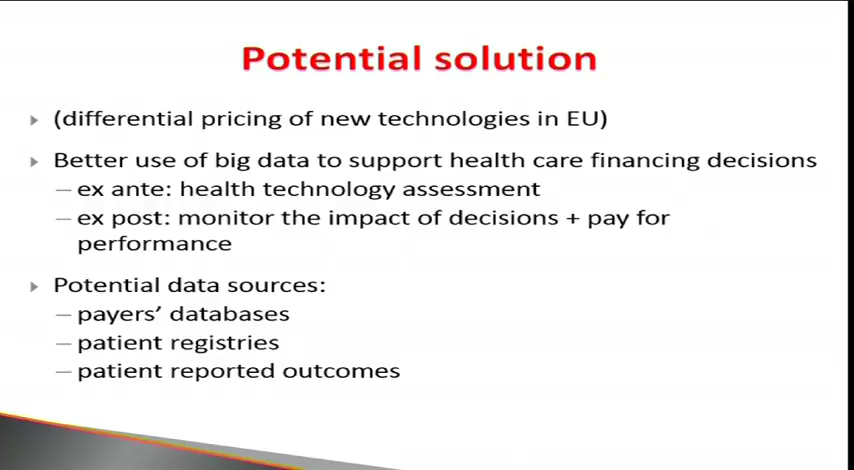 Potential solution
(differential pricing of new technologies in EU)
Better use of big data to support health care financing decisions
– ex ante: health technology assessment
– ex post: monitor the impact of decisions + pay for
performance
Potential data sources:
– payers’ databases
– patient registries
– patient reported outcomes